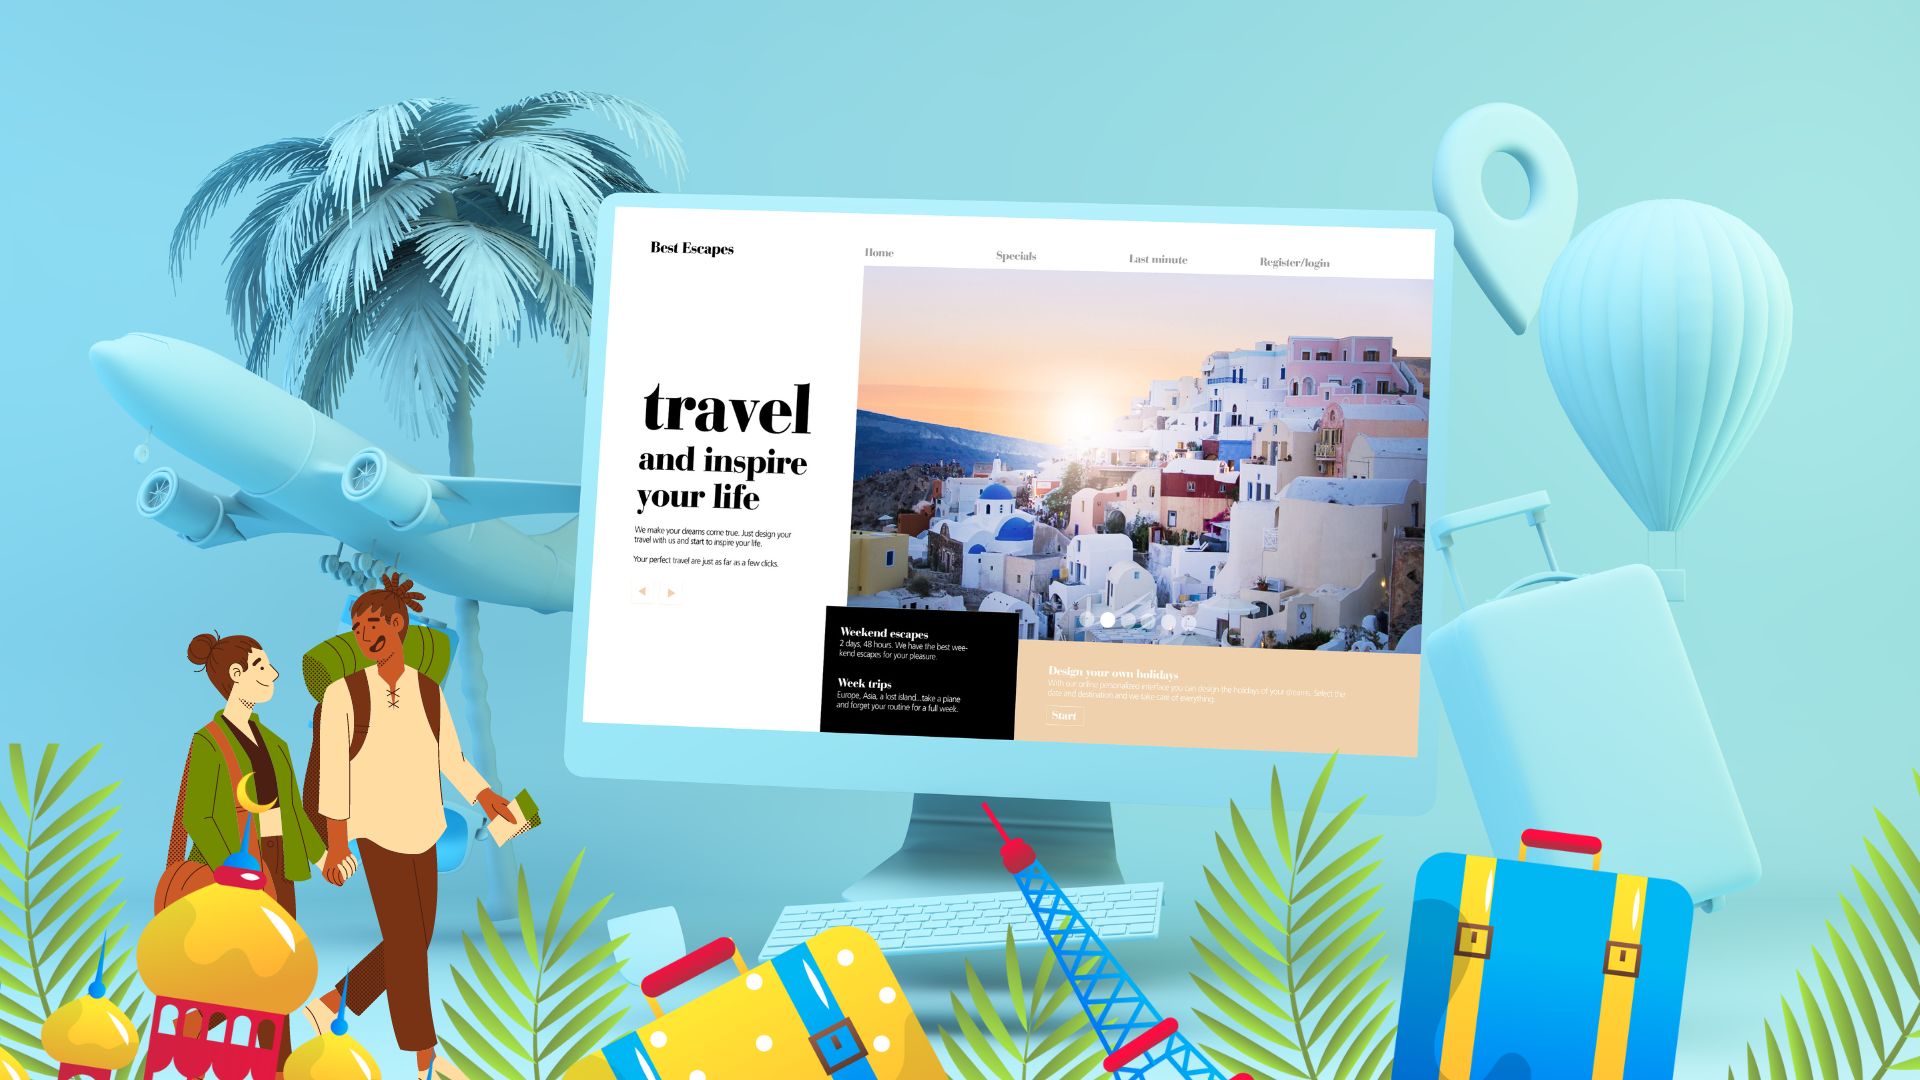 Best Escapes
Home
Specials
Last minute
Register/login
travel
and inspire
your life
We make your dreams come true. Just design your
travel with us and start to inspire your life.
Your perfect travel are just as far as a few clicks.
Weekend escapes
2 days, 48 hours. We have the best wee-
kend escapes for your pleasure.
Week trips
Europe, Asia, a lost island...take a plane
and forget your routine for a full week.
Design your own holidays
With our online personalized interface you can design the holidays of your dreams. Select the
date and destination and we take care of everything.
Start